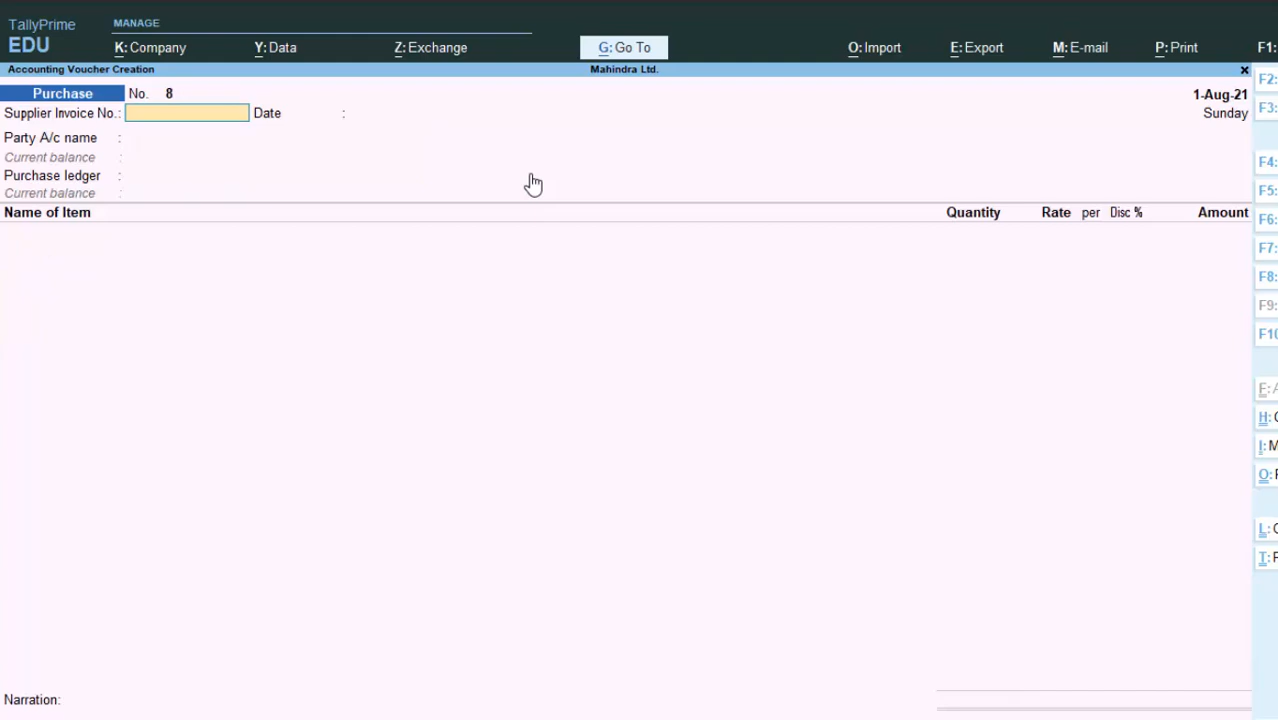 TallyPrime MANAGE
EDU K: Company Y: Data Z: Exchange G: Go To O: Import E: Export M: E-mail P: Print F1:
Accounting Voucher Creation Mahindra Ltd. x
Purchase No. 8 1-Aug-21
Supplier Invoice No.: Date : Sunday
Party A/c name :
Current balance :
Purchase ledger :
Current balance :
Name of Item Quantity Rate per Disc % Amount
Narration:
F2:
F3:
F4:
F5:
F6:
F7:
F8:
F9:
F10
F: A
H: C
I: M
O: F
L: C
T: F